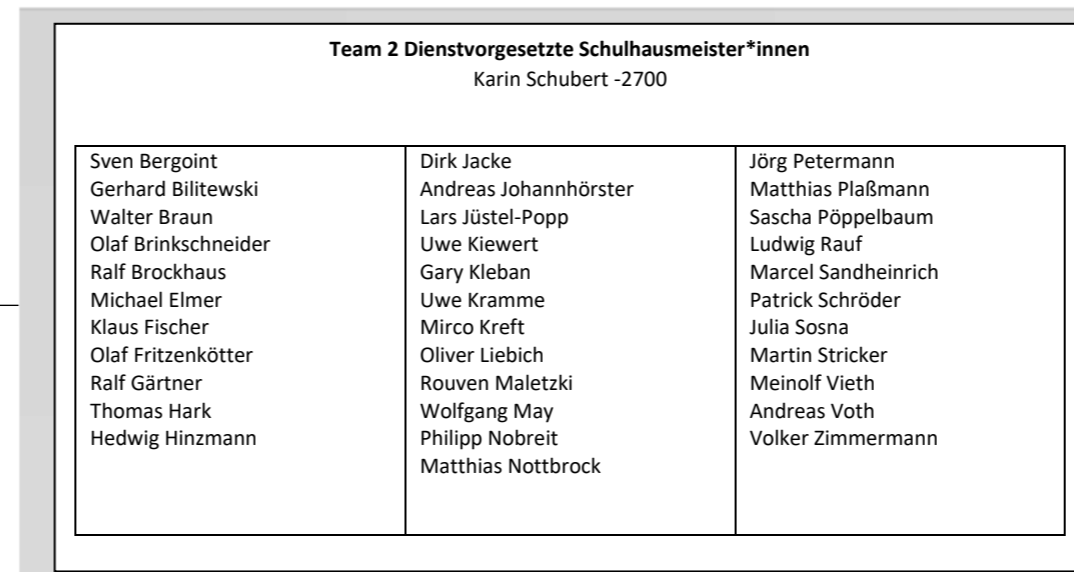 Team 2 Dienstvorgesetzte Schulhausmeister*innen
Karin Schubert -2700
Sven Bergoint
Gerhard Bilitewski
Walter Braun
Olaf Brinkschneider
Ralf Brockhaus
Michael Elmer
Klaus Fischer
Olaf Fritzenkötter
Ralf Gärtner
Thomas Hark
Hedwig Hinzmann
Dirk Jacke
Andreas Johannhörster
Lars Jüstel-Popp
Uwe Kiewert
Gary Kleban
Uwe Kramme
Mirco Kreft
Oliver Liebich
Rouven Maletzki
Wolfgang May
Philipp Nobreit
Matthias Nottbrock
Jörg Petermann
Matthias Plaßmann
Sascha Pöppelbaum
Ludwig Rauf
Marcel Sandheinrich
Patrick Schröder
Julia Sosna
Martin Stricker
Meinolf Vieth
Andreas Voth
Volker Zimmermann